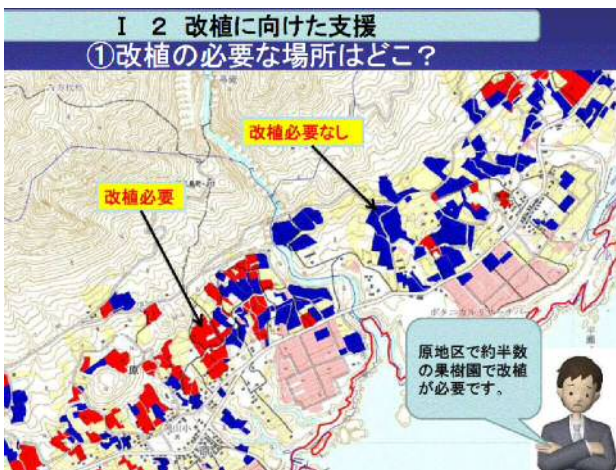 Ⅰ 2 改植に向けた支援
①改植の必要な場所はどこ?
改植必要なし
改植必要
原地区で約半数
の果樹園で改植
が必要です。